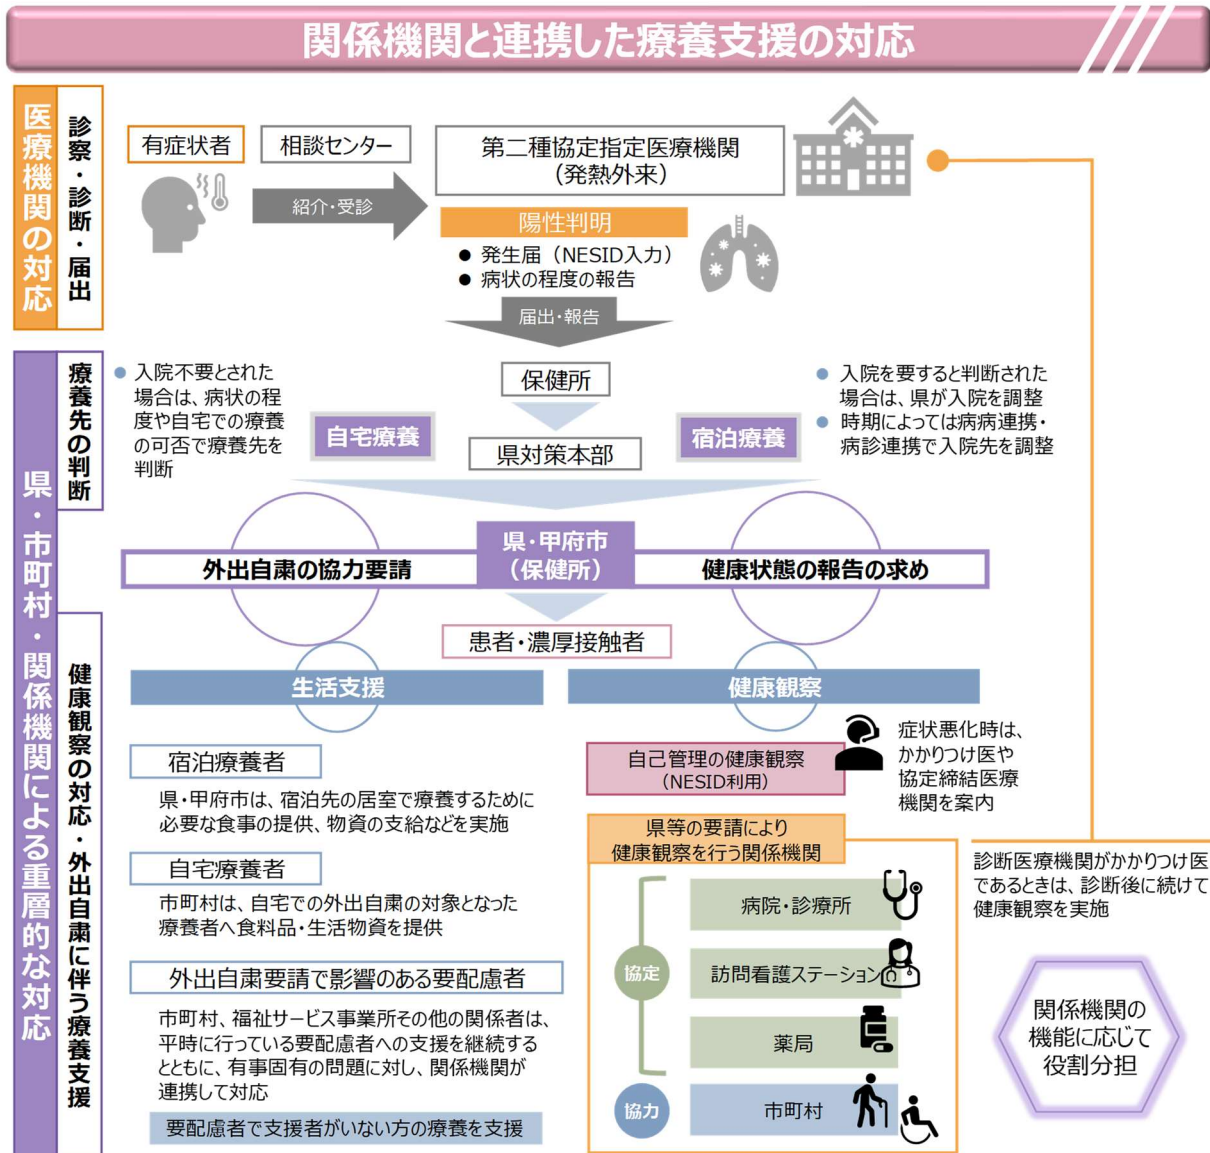 関係機関と連携した療養支援の対応
医療機関の対応
診察・診断・届出
有症状者
相談センター
紹介・受診
第二種協定指定医療機関
(発熱外来)
陽性判明
● 発生届（NESID入力）
● 病状の程度の報告
届出・報告
県・市町村・関係機関による重層的な対応
療養先の判断
● 入院不要とされた
場合は、病状の程
度や自宅での療養
の可否で療養先を
判断
保健所
自宅療養
宿泊療養
県対策本部
● 入院を要すると判断された
場合は、県が入院を調整
● 時期によっては病病連携・
病診連携で入院先を調整
外出自粛の協力要請
県・甲府市
（保健所）
健康状態の報告の求め
患者・濃厚接触者
健康観察の対応・外出自粛に伴う療養支援
生活支援
宿泊療養者
県・甲府市は、宿泊先の居室で療養するために
必要な食事の提供、物資の支給などを実施
自宅療養者
市町村は、自宅での外出自粛の対象となった
療養者へ食料品・生活物資を提供
外出自粛要請で影響のある要配慮者
市町村、福祉サービス事業所その他の関係者は、
平時に行っている要配慮者への支援を継続する
とともに、有事固有の問題に対し、関係機関が
連携して対応
要配慮者で支援者がいない方の療養を支援
健康観察
自己管理の健康観察
（NESID利用）
症状悪化時は、
かかりつけ医や
協定締結医療
機関を案内
県等の要請により
健康観察を行う関係機関
協定
病院・診療所
訪問看護ステーション
薬局
協力
市町村
診断医療機関がかかりつけ医
であるときは、診断後に続けて
健康観察を実施
関係機関の
機能に応じて
役割分担